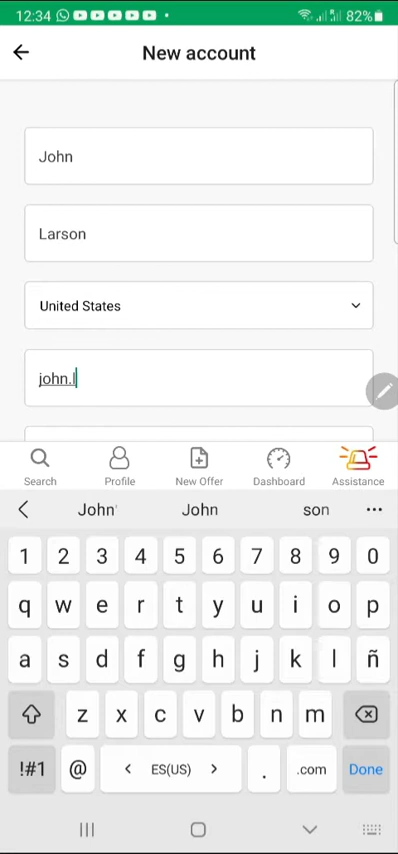 12:34 82%
New account
John
Larson
United States
john.l
Search Profile New Offer Dashboard Assistance
John' John son ...
1 2 3 4 5 6 7 8 9 0
q w e r t y u i o p
a s d f g h j k l ñ
z x c v b n m
!#1 @ < ES(US) > . .com Done